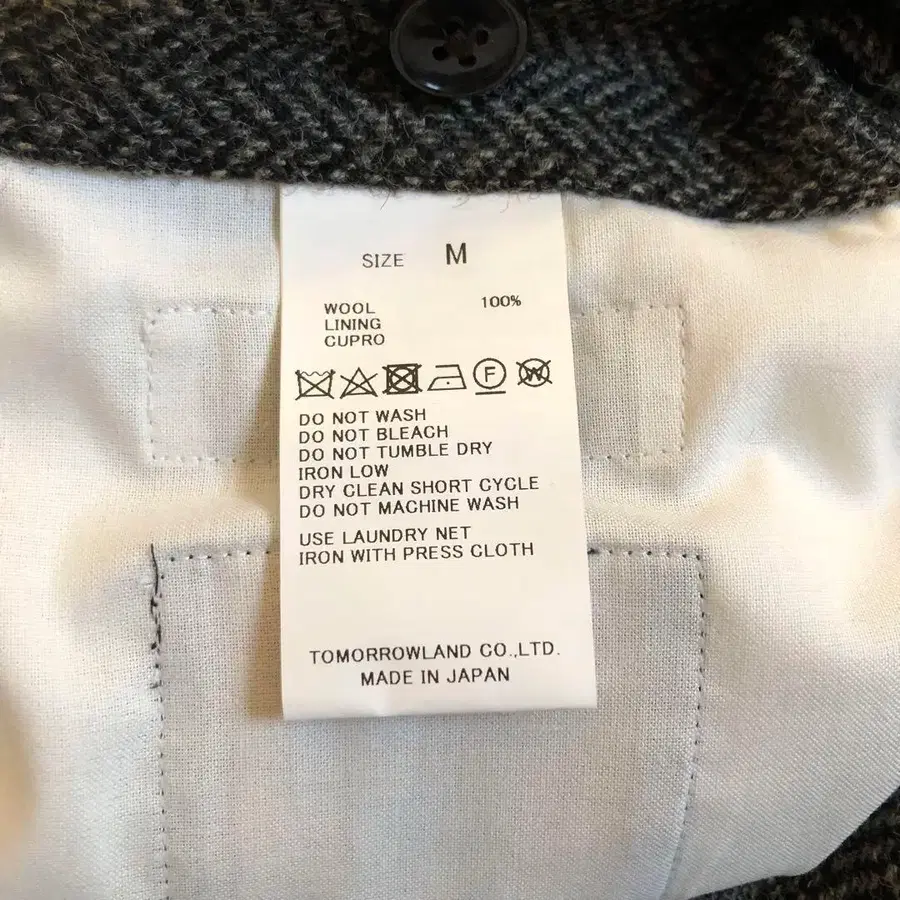 SIZE M
WOOL 100%
LINING
CUPRO
F W
DO NOT WASH
DO NOT BLEACH
DO NOT TUMBLE DRY
IRON LOW
DRY CLEAN SHORT CYCLE
DO NOT MACHINE WASH
USE LAUNDRY NET
IRON WITH PRESS CLOTH
TOMORROWLAND CO.,LTD.
MADE IN JAPAN